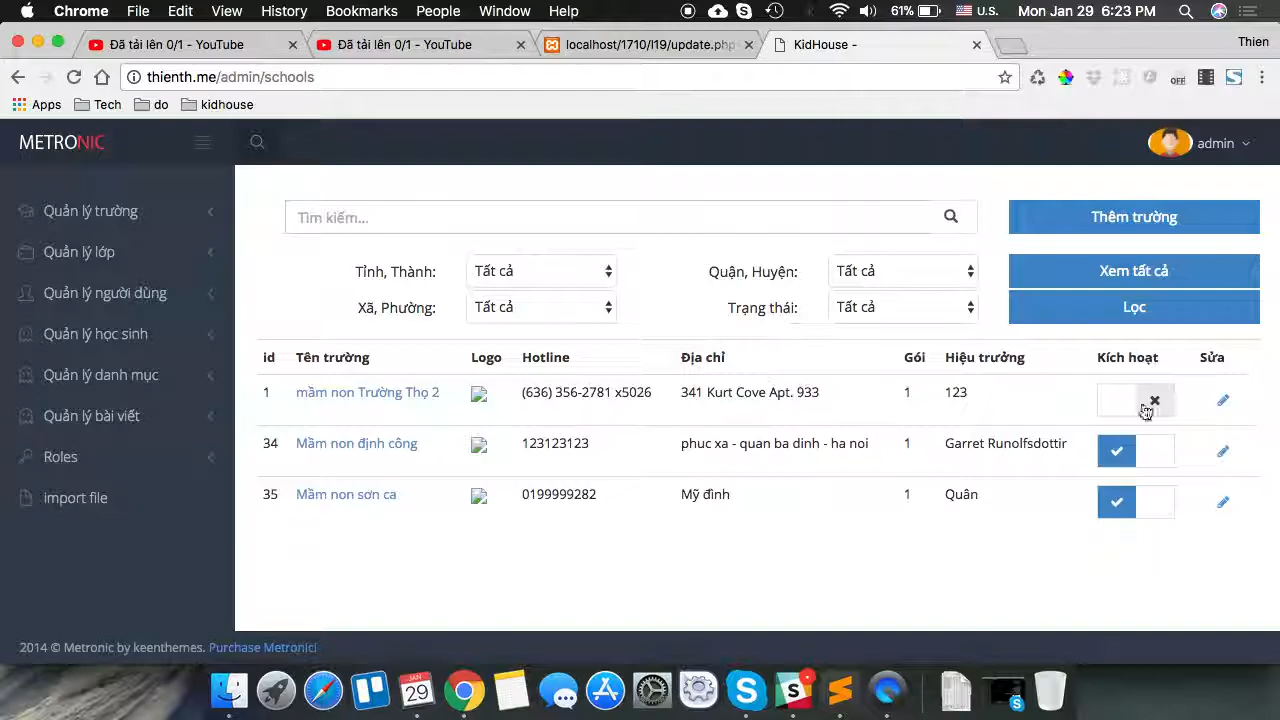 Chrome File Edit View History Bookmarks People Window Help 61% U.S. Mon Jan 29 6:23 PM
Đã tải lên 0/1 - YouTube Đã tải lên 0/1 - YouTube localhost/1710/l19/update.php KidHouse - Thien
thienth.me/admin/schools OFF
Apps Tech do kidhouse
METRONIC admin
Quản lý trường
Quản lý lớp
Quản lý người dùng
Quản lý học sinh
Quản lý danh mục
Quản lý bài viết
Roles
import file
Tìm kiếm... Thêm trường
Tỉnh, Thành: Tất cả Quận, Huyện: Tất cả Xem tất cả
Xã, Phường: Tất cả Trạng thái: Tất cả Lọc
id Tên trường Logo Hotline Địa chỉ Gói Hiệu trưởng Kích hoạt Sửa
1 mầm non Trường Thọ 2 (636) 356-2781 x5026 341 Kurt Cove Apt. 933 1 123
34 Mầm non định công 123123123 phuc xa - quan ba dinh - ha noi 1 Garret Runolfsdottir
35 Mầm non sơn ca 0199999282 Mỹ đình 1 Quân
2014 © Metronic by keenthemes. Purchase Metronic!
29